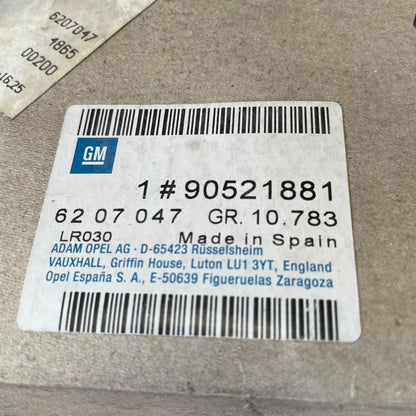 6207047
4865
00200
GM
1 # 90521881
62 07 047 GR. 10.783
LR030 Made in Spain
ADAM OPEL AG · D-65423 Rüsselsheim
VAUXHALL, Griffin House, Luton LU1 3YT, England
Opel España S. A., E-50639 Figueruelas Zaragoza